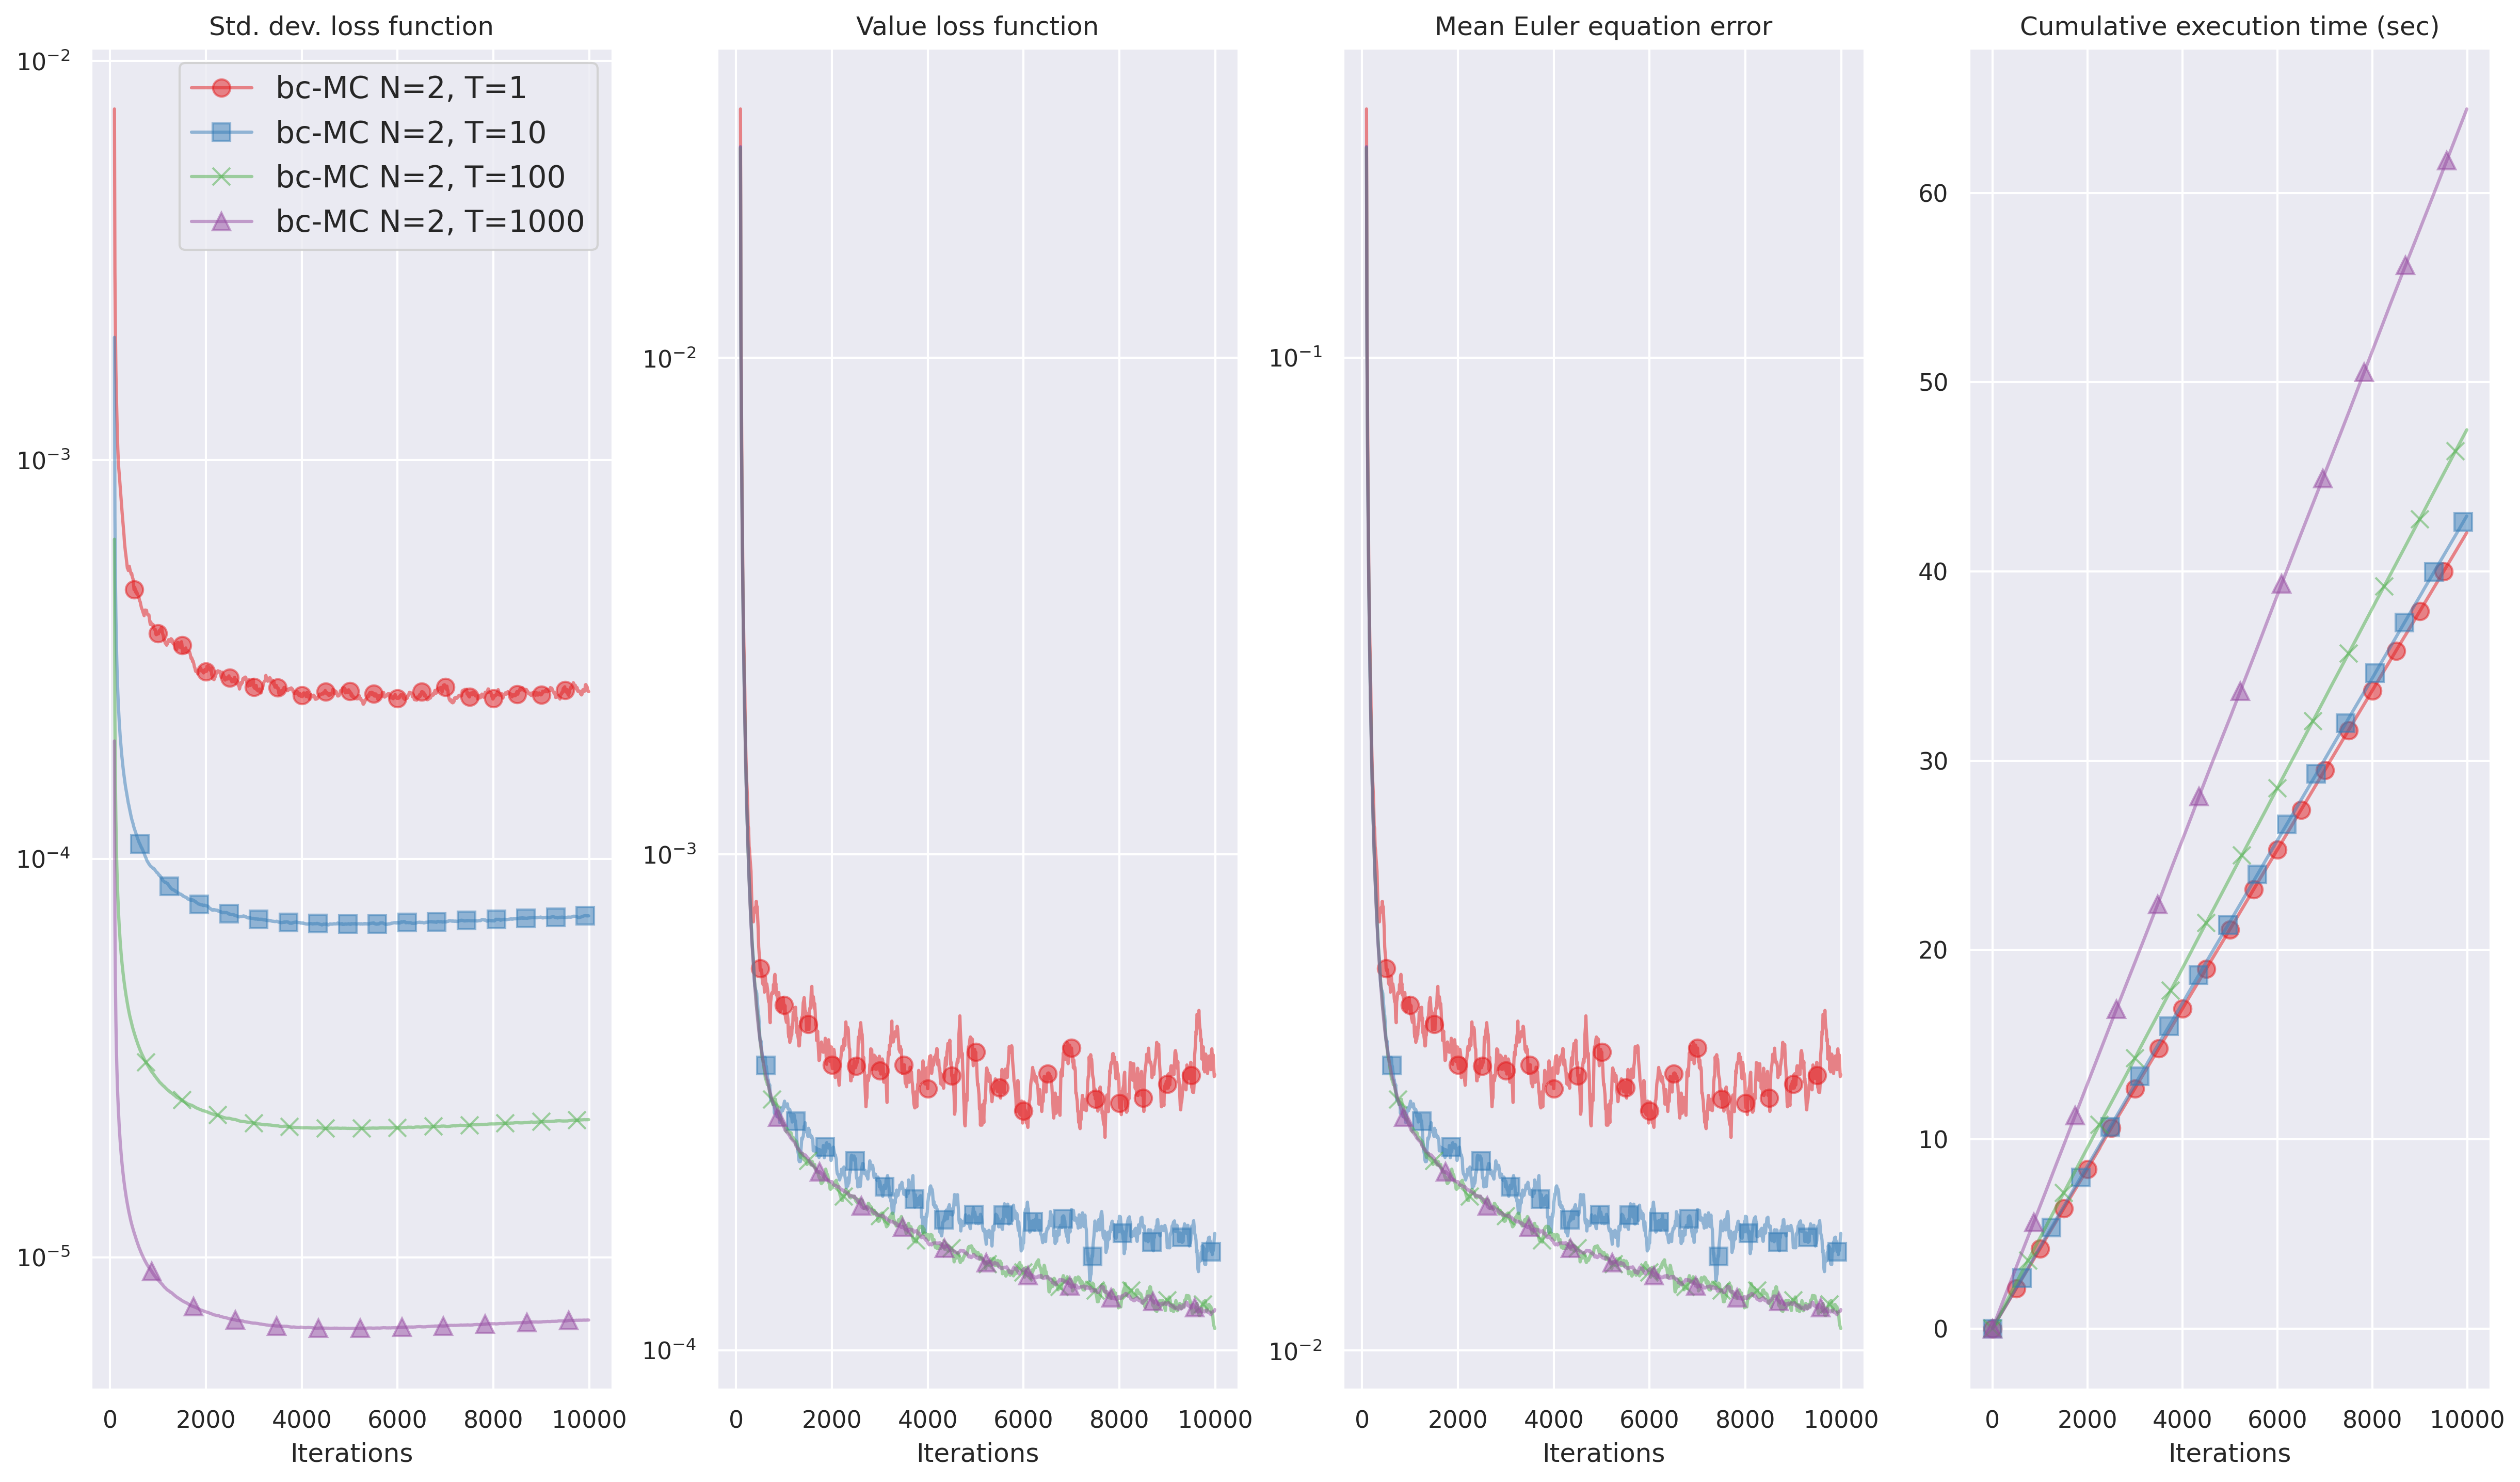 Std. dev. loss function
10⁻²
10⁻³
10⁻⁴
10⁻⁵
0 2000 4000 6000 8000 10000
Iterations
bc-MC N=2, T=1
bc-MC N=2, T=10
bc-MC N=2, T=100
bc-MC N=2, T=1000
Value loss function
10⁻²
10⁻³
10⁻⁴
0 2000 4000 6000 8000 10000
Iterations
Mean Euler equation error
10⁻¹
10⁻²
0 2000 4000 6000 8000 10000
Iterations
Cumulative execution time (sec)
60
50
40
30
20
10
0
0 2000 4000 6000 8000 10000
Iterations